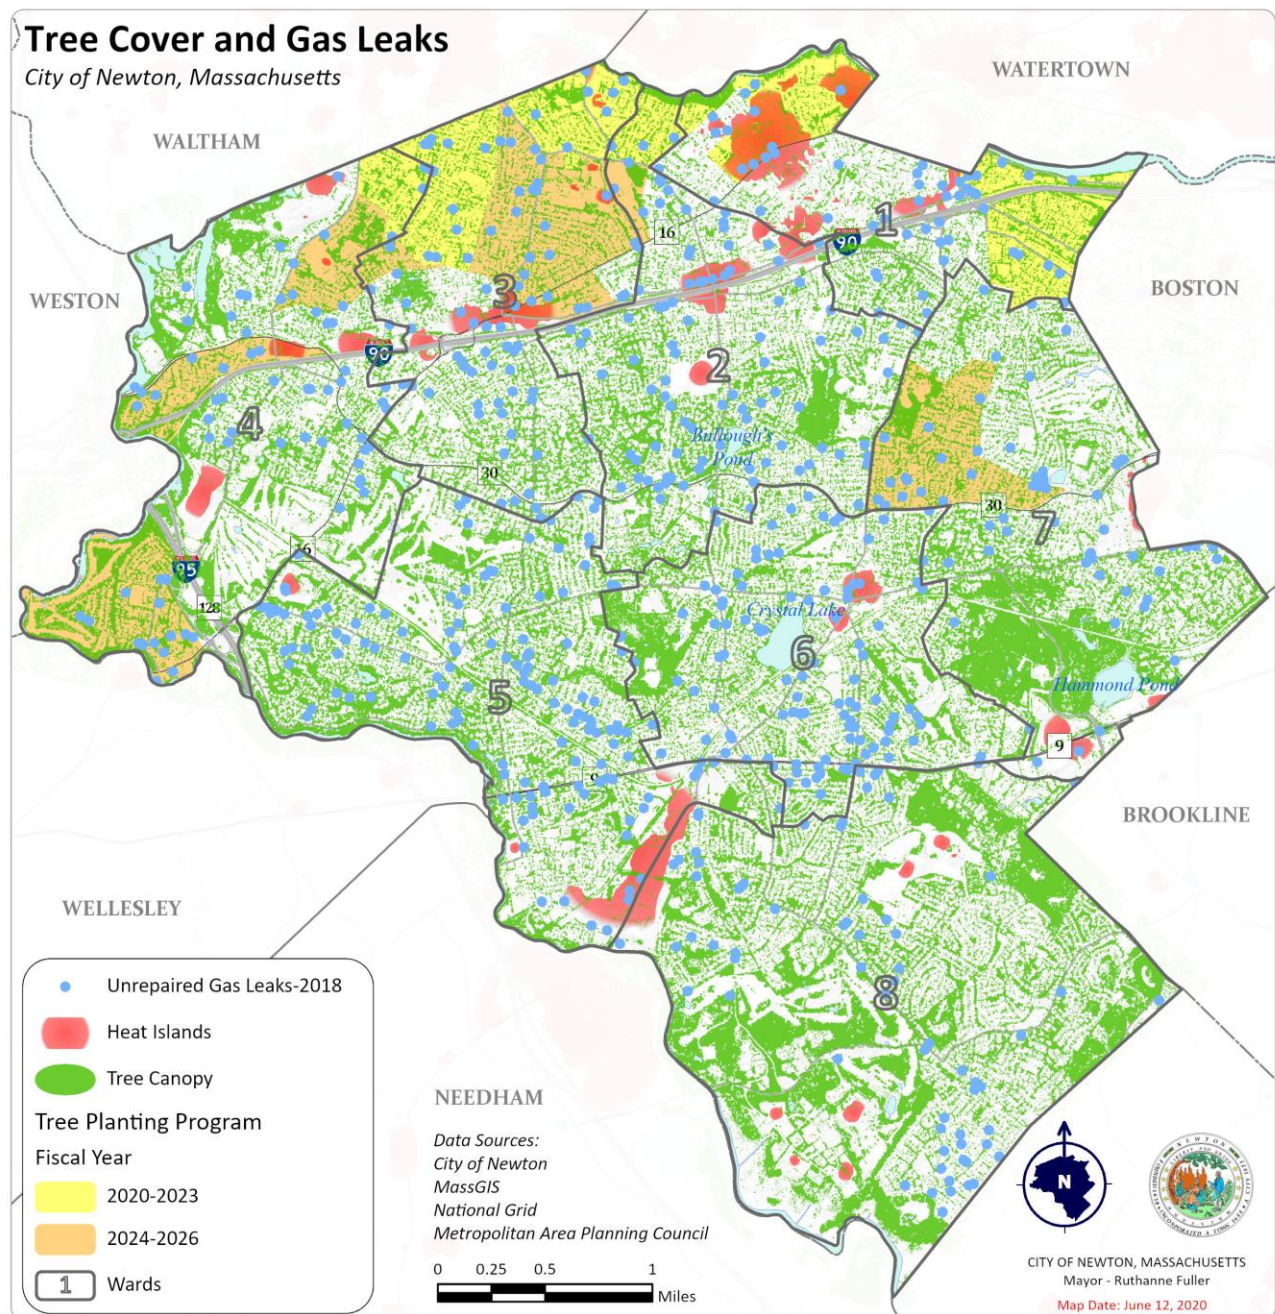 Tree Cover and Gas Leaks
City of Newton, Massachusetts
WATERTOWN
WALTHAM
1
16
90
WESTON
3
BOSTON
90
2
4
Bullough's
Pond
30
30
7
16
95
128
Crystal Lake
6
5
Hammond Pond
9
9
BROOKLINE
WELLESLEY
8
Unrepaired Gas Leaks-2018
Heat Islands
Tree Canopy
Tree Planting Program
Fiscal Year
2020-2023
2024-2026
1 Wards
NEEDHAM
Data Sources:
City of Newton
MassGIS
National Grid
Metropolitan Area Planning Council
0 0.25 0.5 1
Miles
N
CITY OF NEWTON, MASSACHUSETTS
Mayor - Ruthanne Fuller
Map Date: June 12, 2020